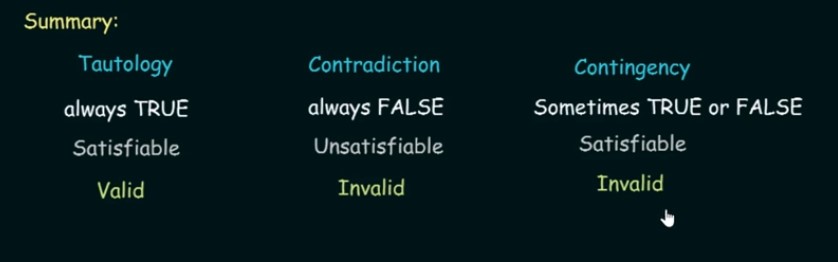 Summary:
Tautology Contradiction Contingency
always TRUE always FALSE Sometimes TRUE or FALSE
Satisfiable Unsatisfiable Satisfiable
Valid Invalid Invalid